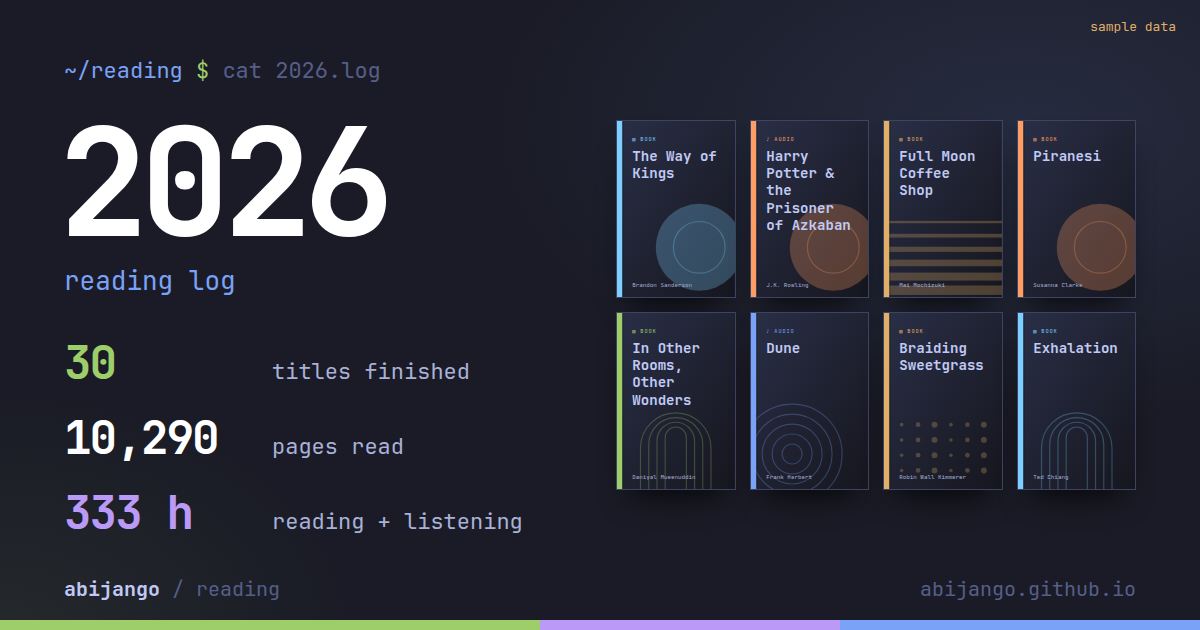 sample data
~/reading $ cat 2026.log
2026
reading log
30 titles finished
10,290 pages read
333 h reading + listening
BOOK
The Way of
Kings
Brandon Sanderson
♪ AUDIO
Harry
Potter &
the
Prisoner
of Azkaban
J.K. Rowling
BOOK
Full Moon
Coffee
Shop
Mai Mochizuki
BOOK
Piranesi
Susanna Clarke
BOOK
In Other
Rooms,
Other
Wonders
Daniyal Mueenuddin
♪ AUDIO
Dune
Frank Herbert
BOOK
Braiding
Sweetgrass
Robin Wall Kimmerer
BOOK
Exhalation
Ted Chiang
abijango / reading
abijango.github.io